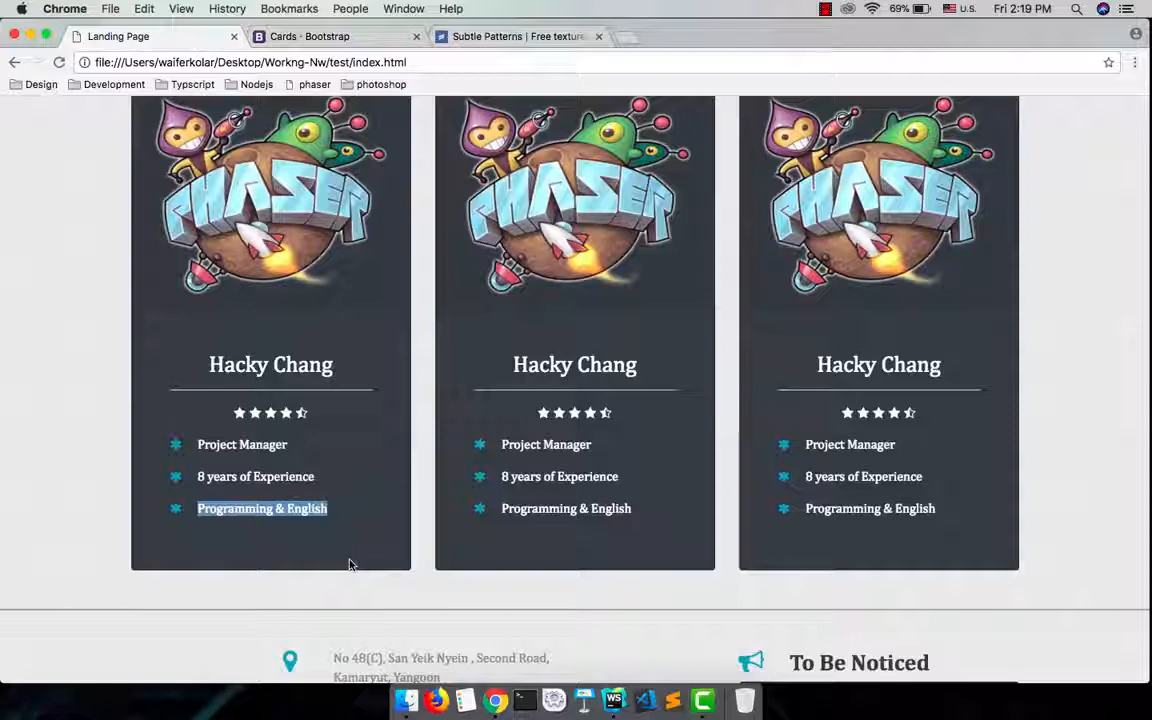 Chrome File Edit View History Bookmarks People Window Help 69% U.S. Fri 2:19 PM
Landing Page Cards · Bootstrap Subtle Patterns | Free texture
file:///Users/waiferkolar/Desktop/Workng-Nw/test/index.html
Design Development Typscript Nodejs phaser photoshop
PHASER PHASER PHASER
Hacky Chang Hacky Chang Hacky Chang
Project Manager Project Manager Project Manager
8 years of Experience 8 years of Experience 8 years of Experience
Programming & English Programming & English Programming & English
No 48(C), San Yeik Nyein , Second Road, To Be Noticed
Kamaryut, Yangoon
WS